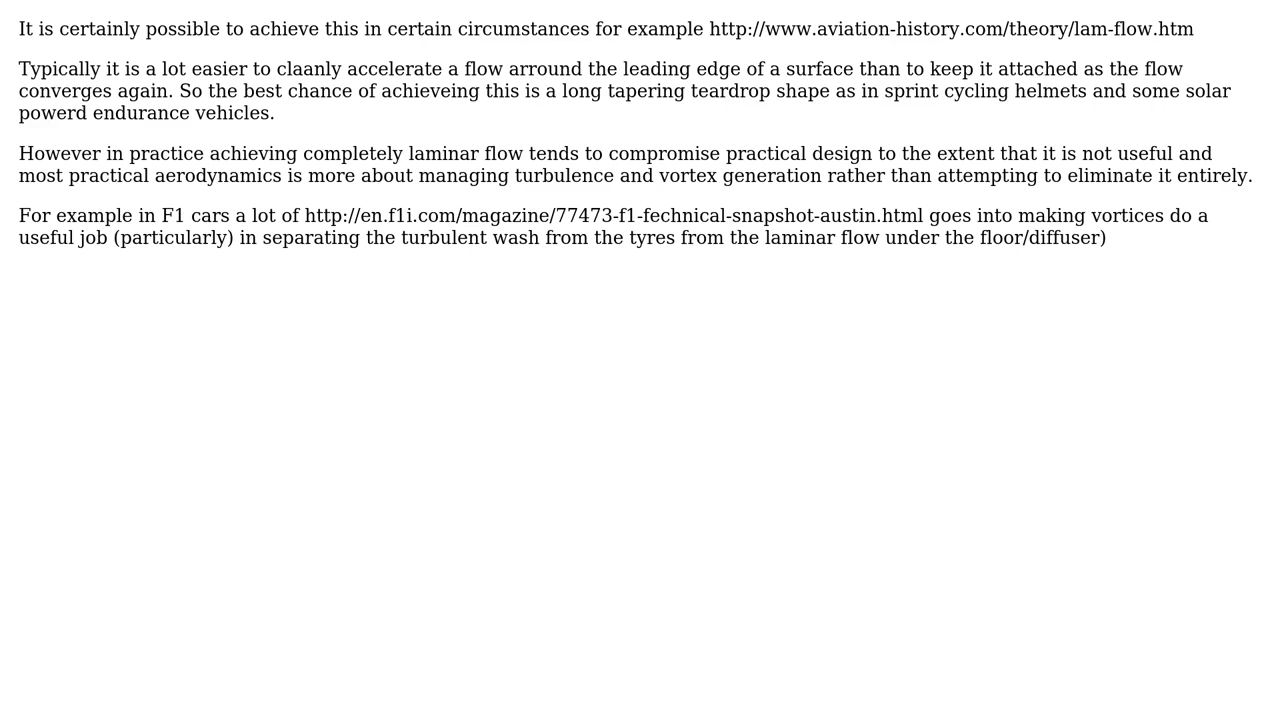 It is certainly possible to achieve this in certain circumstances for example http://www.aviation-history.com/theory/lam-flow.htm
Typically it is a lot easier to claanly accelerate a flow arround the leading edge of a surface than to keep it attached as the flow
converges again. So the best chance of achieveing this is a long tapering teardrop shape as in sprint cycling helmets and some solar
powerd endurance vehicles.
However in practice achieving completely laminar flow tends to compromise practical design to the extent that it is not useful and
most practical aerodynamics is more about managing turbulence and vortex generation rather than attempting to eliminate it entirely.
For example in F1 cars a lot of http://en.f1i.com/magazine/77473-f1-fechnical-snapshot-austin.html goes into making vortices do a
useful job (particularly) in separating the turbulent wash from the tyres from the laminar flow under the floor/diffuser)